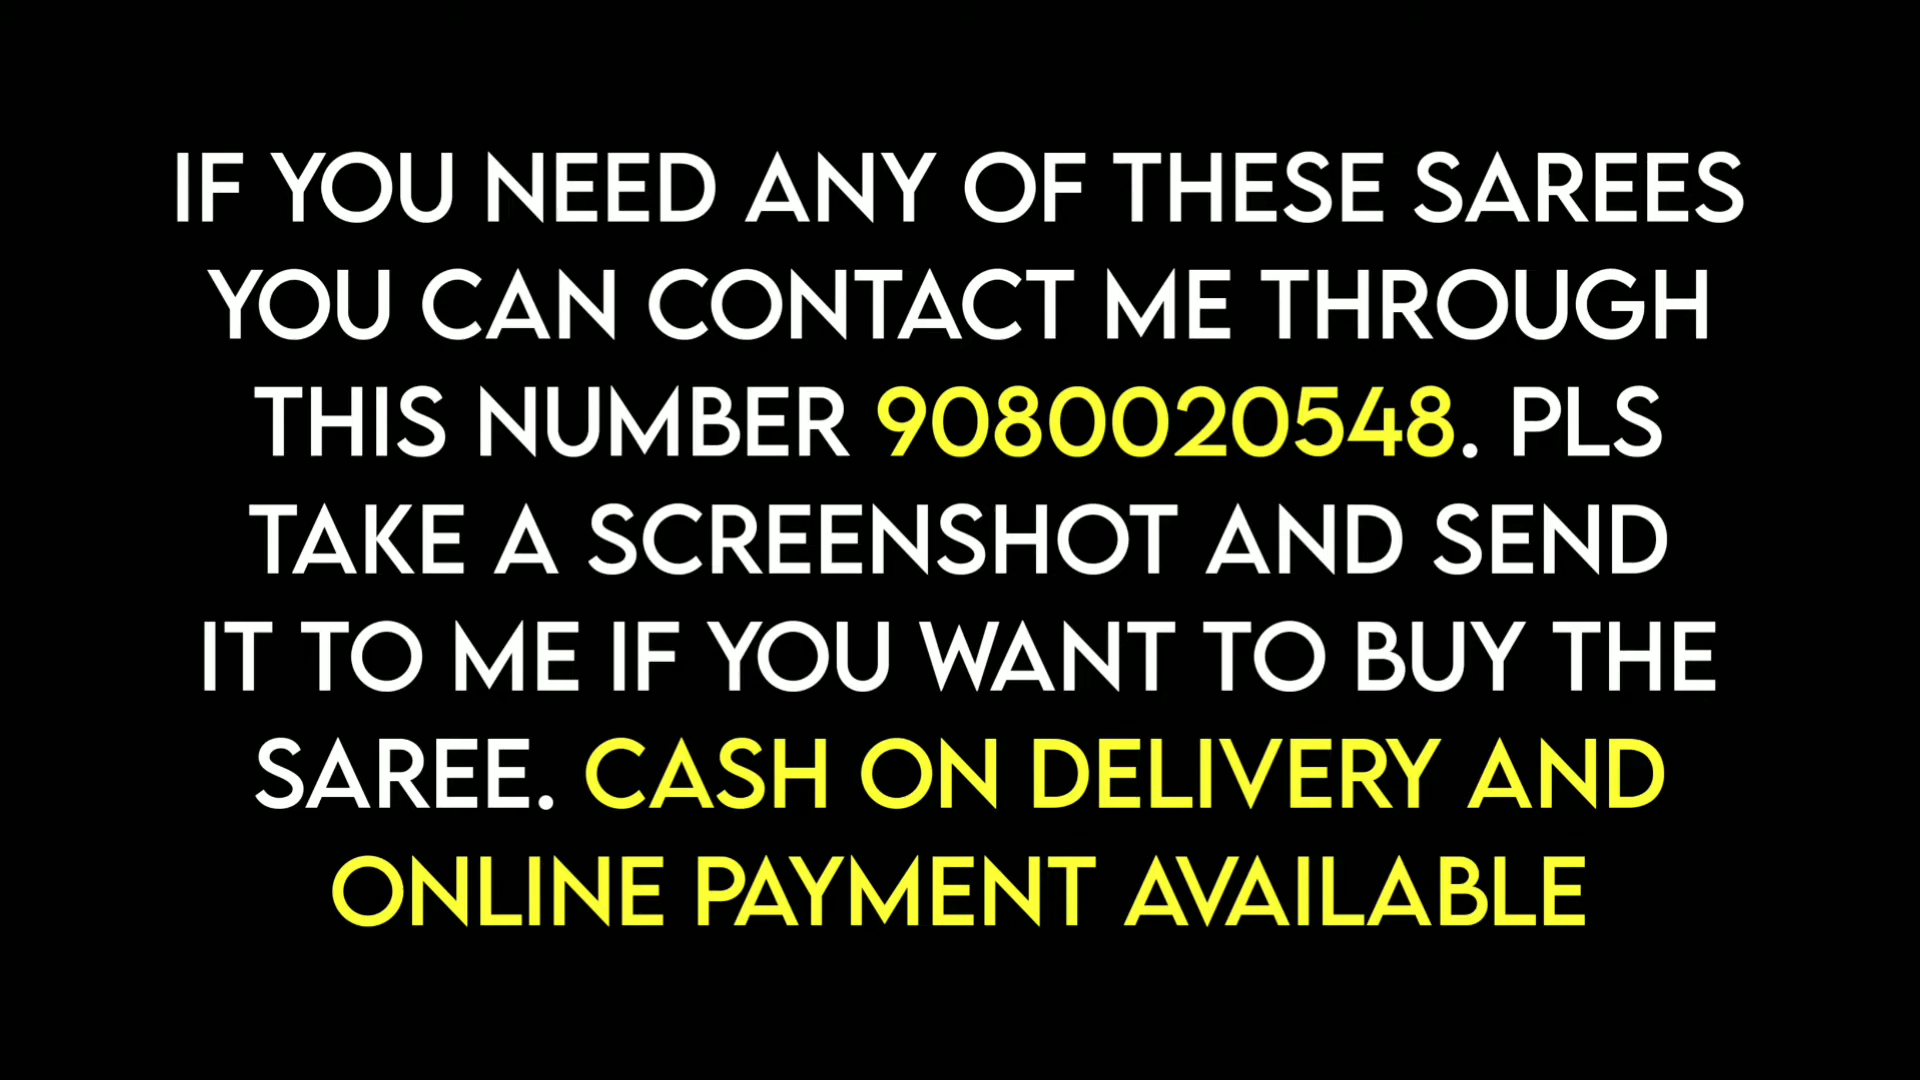 IF YOU NEED ANY OF THESE SAREES
YOU CAN CONTACT ME THROUGH
THIS NUMBER 9080020548. PLS
TAKE A SCREENSHOT AND SEND
IT TO ME IF YOU WANT TO BUY THE
SAREE. CASH ON DELIVERY AND
ONLINE PAYMENT AVAILABLE